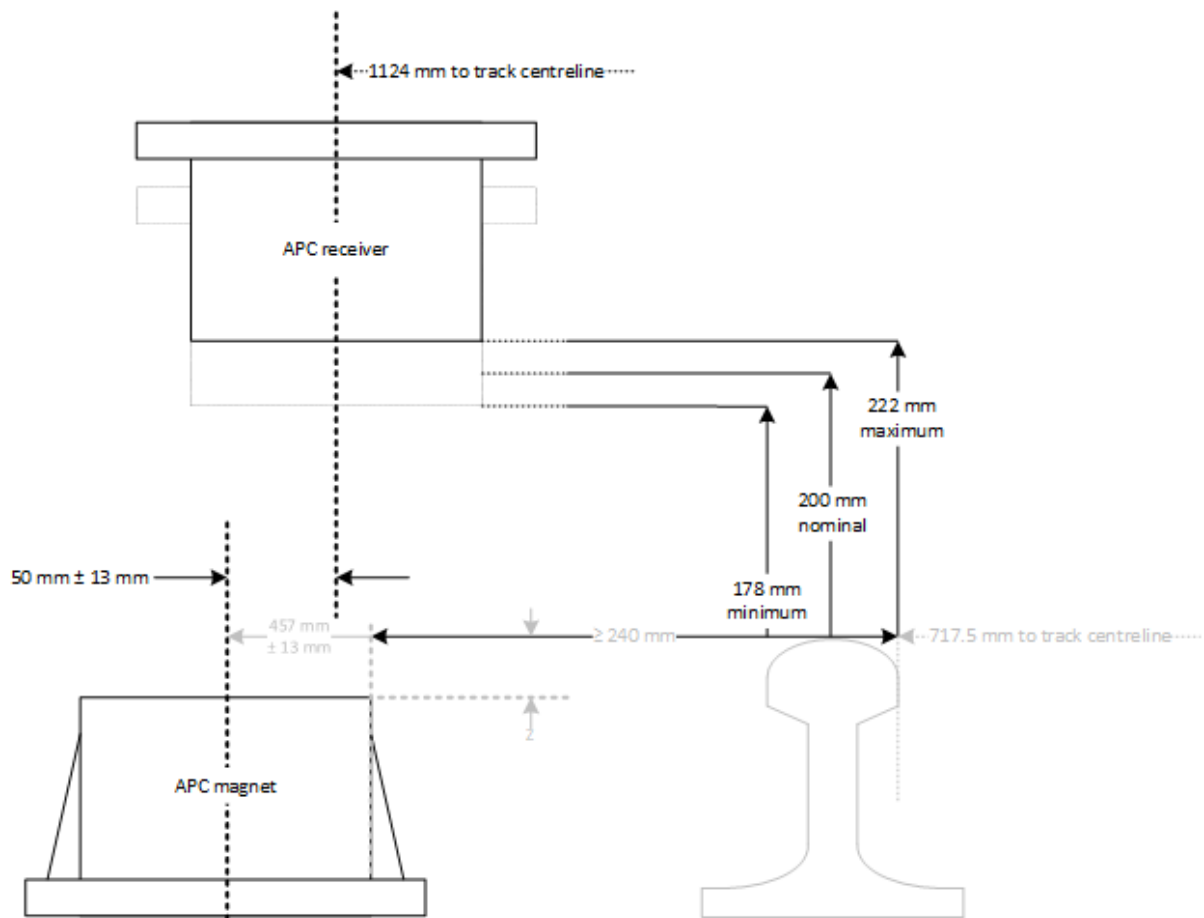 1124 mm to track centreline
APC receiver
222 mm
maximum
200 mm
nominal
50 mm ± 13 mm
178 mm
minimum
457 mm
± 13 mm
≥ 240 mm
717.5 mm to track centreline
z
APC magnet